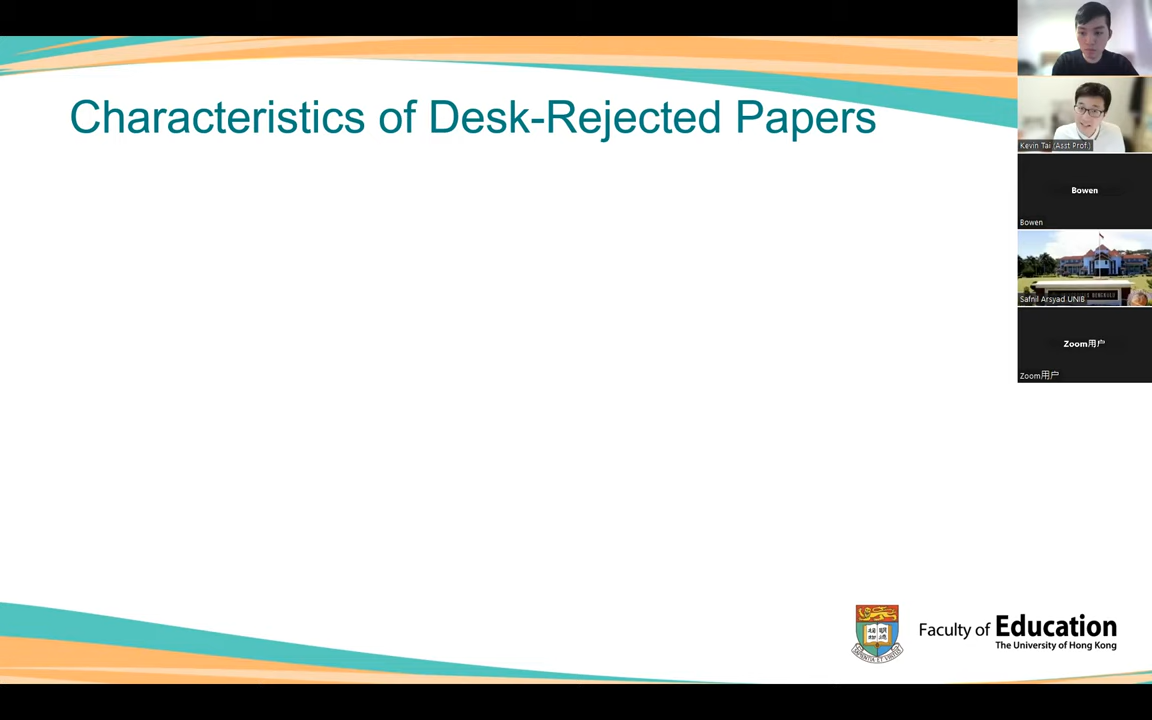 Characteristics of Desk-Rejected Papers
Kevin Tai (Asst Prof.)
Bowen
Bowen
Safnil Arsyad UNIB
Zoom用户
Zoom用户
Faculty of Education
The University of Hong Kong